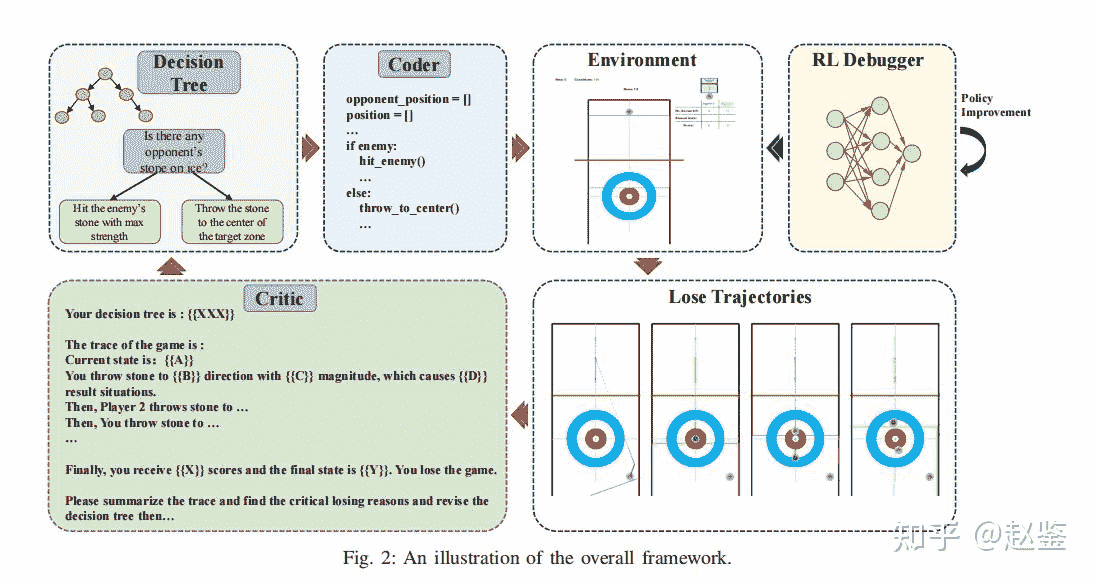 Decision
Tree
Is there any
opponent's
stone on ice?
Hit the enemy's
stone with max
strength
Throw the stone
to the center of
the target zone
Coder
opponent_position = []
position = []
...
if enemy:
hit_enemy()
...
else:
throw_to_center()
...
Environment
RL Debugger
Policy
Improvement
Critic
Your decision tree is : {{XXX}}
The trace of the game is :
Current state is: {{A}}
You throw stone to {{B}} direction with {{C}} magnitude, which causes {{D}}
result situations.
Then, Player 2 throws stone to ...
Then, You throw stone to ...
...
Finally, you receive {{X}} scores and the final state is {{Y}}. You lose the game.
Please summarize the trace and find the critical losing reasons and revise the
decision tree then...
Lose Trajectories
知乎 @赵鉴
Fig. 2: An illustration of the overall framework.